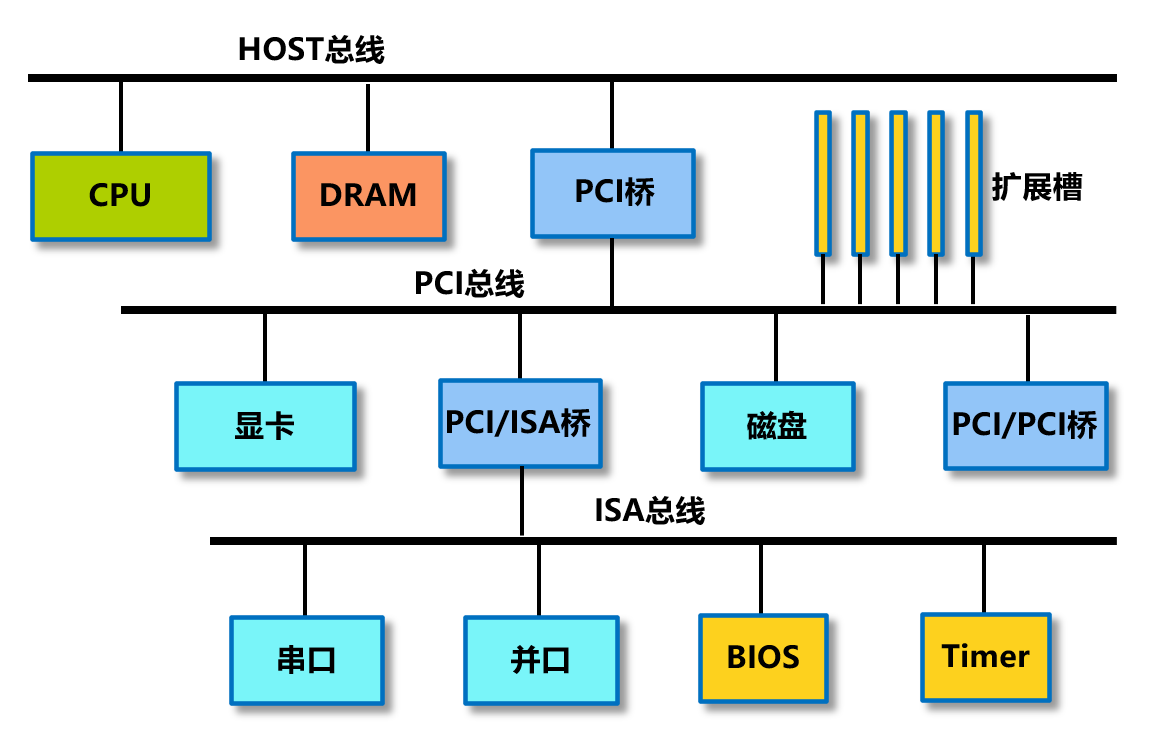 HOST总线
CPU
DRAM
PCI桥
扩展槽
PCI总线
显卡
PCI/ISA桥
磁盘
PCI/PCI桥
ISA总线
串口
并口
BIOS
Timer